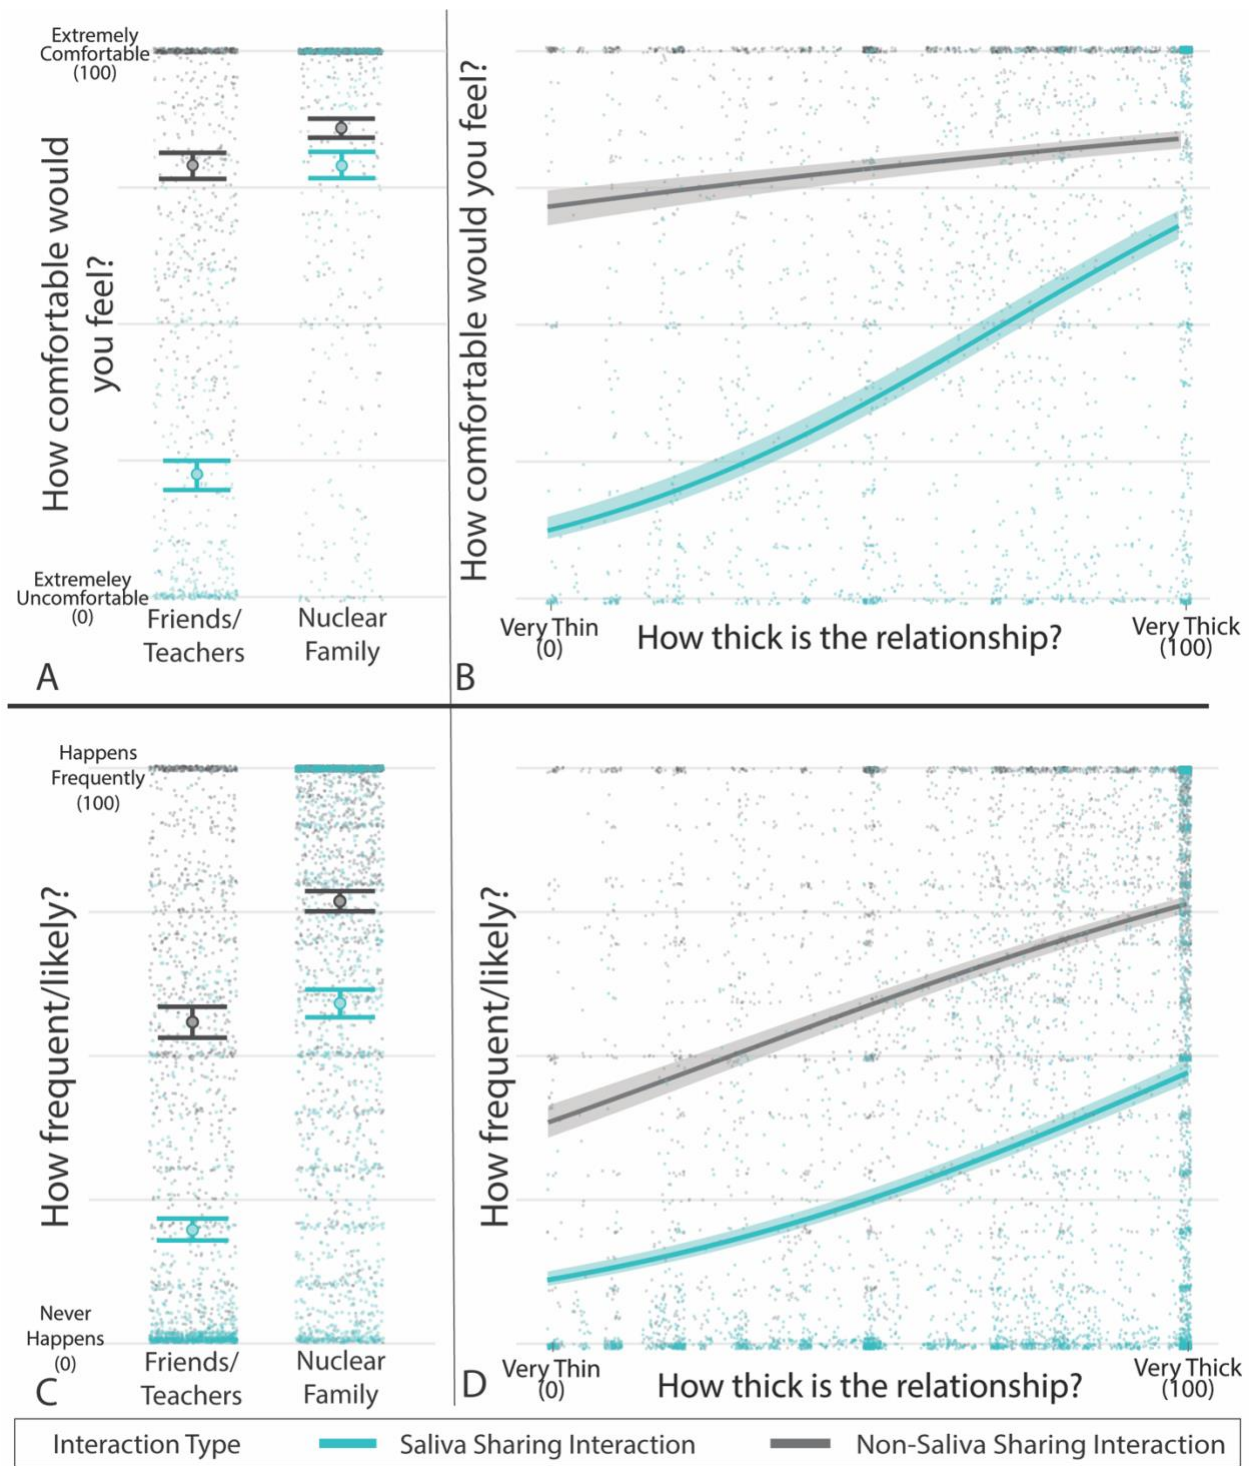 Extremely
Comfortable
(100)
How comfortable would
you feel?
Extremeley
Uncomfortable
(0)
Friends/
Teachers
Nuclear
Family
A
How comfortable would you feel?
Very Thin
(0)
How thick is the relationship?
Very Thick
(100)
B
Happens
Frequently
(100)
How frequent/likely?
Never
Happens
(0)
Friends/
Teachers
Nuclear
Family
C
How frequent/likely?
Very Thin
(0)
How thick is the relationship?
Very Thick
(100)
D
Interaction Type
Saliva Sharing Interaction
Non-Saliva Sharing Interaction